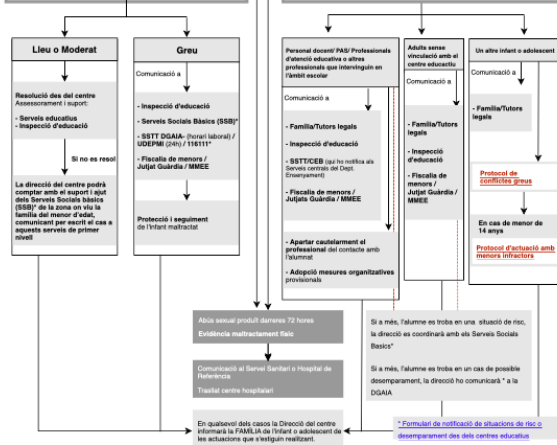 Lleu o Moderat
Resolució des del centre
Assessorament i suport:
- Serveis educatius
- Inspecció d'educació
Si no es resol
La direcció del centre podrà
comptar amb el suport i ajut
dels Serveis Socials bàsics
(SSB)* de la zona on viu la
família del menor d'edat,
comunicant per escrit el cas a
aquests serveis de primer
nivell
Greu
Comunicació a
- Inspecció d'educació
- Serveis Socials Bàsics (SSB)*
- SSTT DGAIA- (horari laboral) /
UDEPMI (24h) / 116111*
- Fiscalia de menors /
Jutjat Guàrdia / MMEE
Protecció i seguiment
de l'infant maltractat
Personal docent/ PAS/ Professionals
d'atenció educativa o altres
professionals que intervinguin en
l'àmbit escolar
Comunicació a
- Família/Tutors legals
- Inspecció
d'educació
- SSTT/CEB (qui ho notifica als
Serveis centrals del Dept.
Ensenyament)
- Fiscalia de menors /
Jutjats Guàrdia /
MMEE
- Apartar cautelarment el
professional del contacte amb
l'alumnat
- Adopció mesures organitzatives
provisionals
Adults sense
vinculació amb el
centre educactiu
Comunicació a
- Família/Tutors
legals
- Inspecció
d'educació
- Fiscalia de
menors /
Jutjat Guàrdia /
MMEE
Un altre infant o adolescent
- Família/Tutors
legals
Protocol de
conflictes greus
En cas de menor de
14 anys
Protocol d'actuació amb
menors infractors
Abús sexual produït darreres 72 hores
Evidència maltractament físic
Comunicació al Servei Sanitari o Hospital de
Referència
Trasllat centre hospitalari
Si a més, l'alumne es troba en una situació de risc,
la direcció es coordinarà amb els Serveis Socials
Basics*
Si a més, l'alumne es troba en un cas de possible
desemparament, la direcció ho comunicarà * a la
DGAIA
En qualsevol dels casos la Direcció del centre
informarà la FAMÍLIA de l'infant o adolescent de
les actuacions que s'estiguin realitzant.
* Formulari de notificació de situacions de risc o
desemparament des dels centres educatius